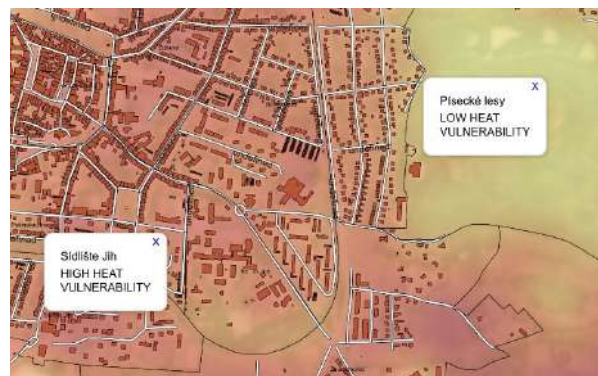 X
Písecké lesy
LOW HEAT
VULNERABILITY
X
Sídliště Jih
HIGH HEAT
VULNERABILITY